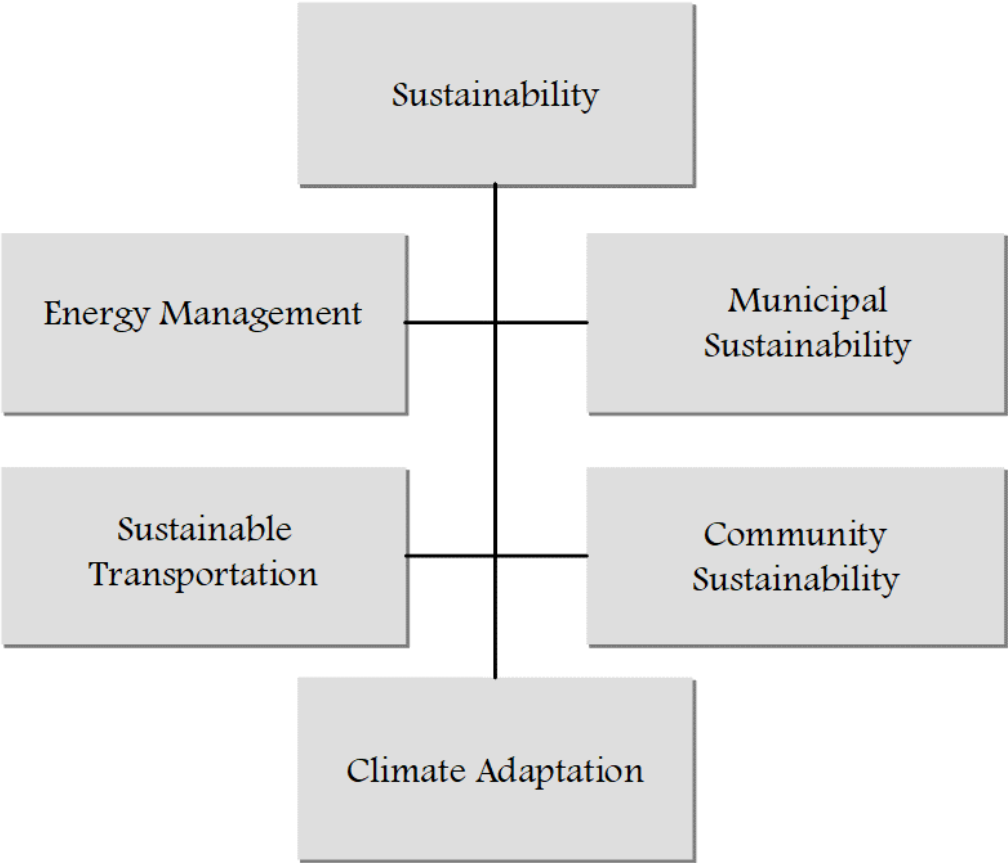 Sustainability
Energy Management
Municipal
Sustainability
Sustainable
Transportation
Community
Sustainability
Climate Adaptation